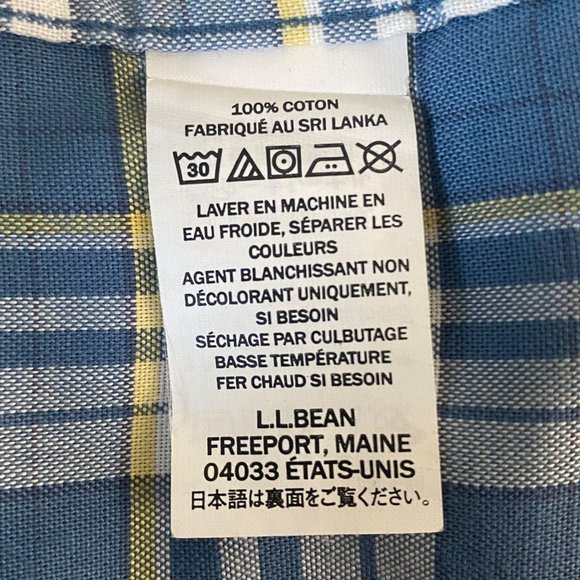 100% COTON
FABRIQUÉ AU SRI LANKA
30
LAVER EN MACHINE EN
EAU FROIDE, SÉPARER LES
COULEURS
AGENT BLANCHISSANT NON
DÉCOLORANT UNIQUEMENT,
SI BESOIN
SÉCHAGE PAR CULBUTAGE
BASSE TEMPÉRATURE
FER CHAUD SI BESOIN
L.L.BEAN
FREEPORT, MAINE
04033 ÉTATS-UNIS
日本語は裏面をご覧ください。